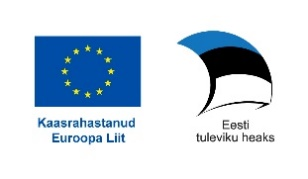 Kaasrahastanud
Euroopa Liit
Eesti
tuleviku heaks